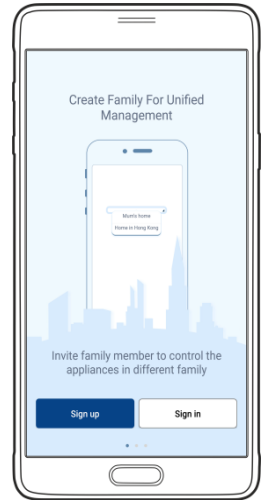 Create Family For Unified
Management
Mum's home
Home in Hong Kong
Invite family member to control the
appliances in different family
Sign up
Sign in